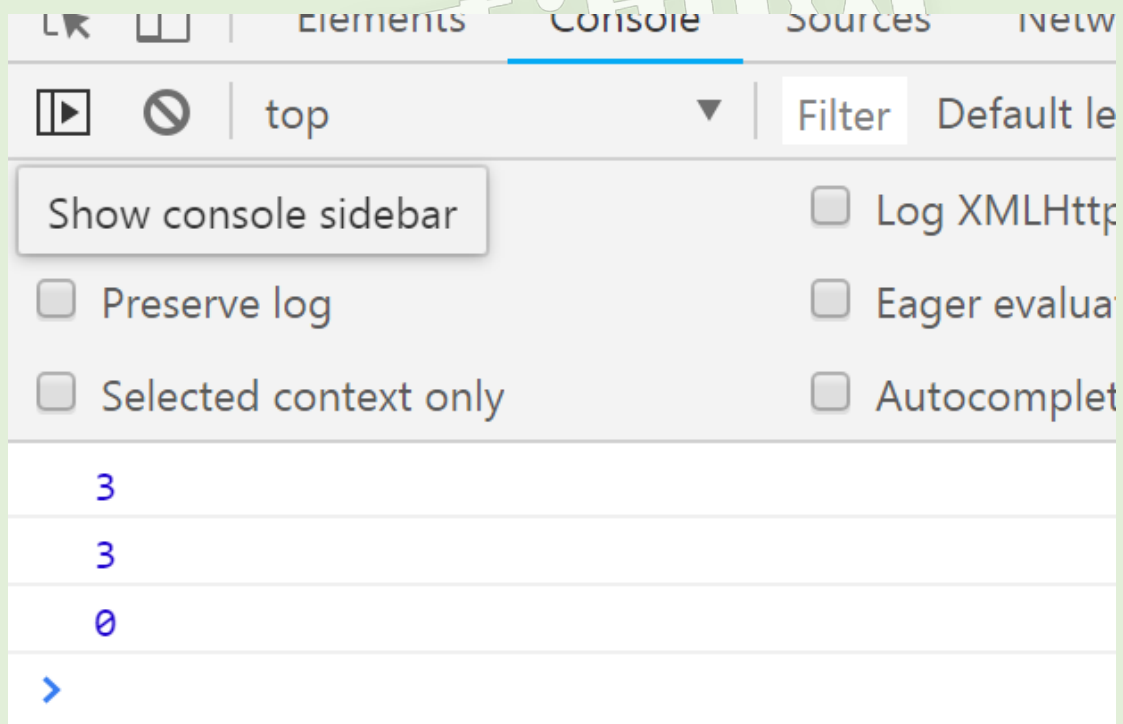 Elements Console Sources Netw
top Filter Default le
Show console sidebar Log XMLHttp
Preserve log Eager evalua
Selected context only Autocomplet
3
3
0
>